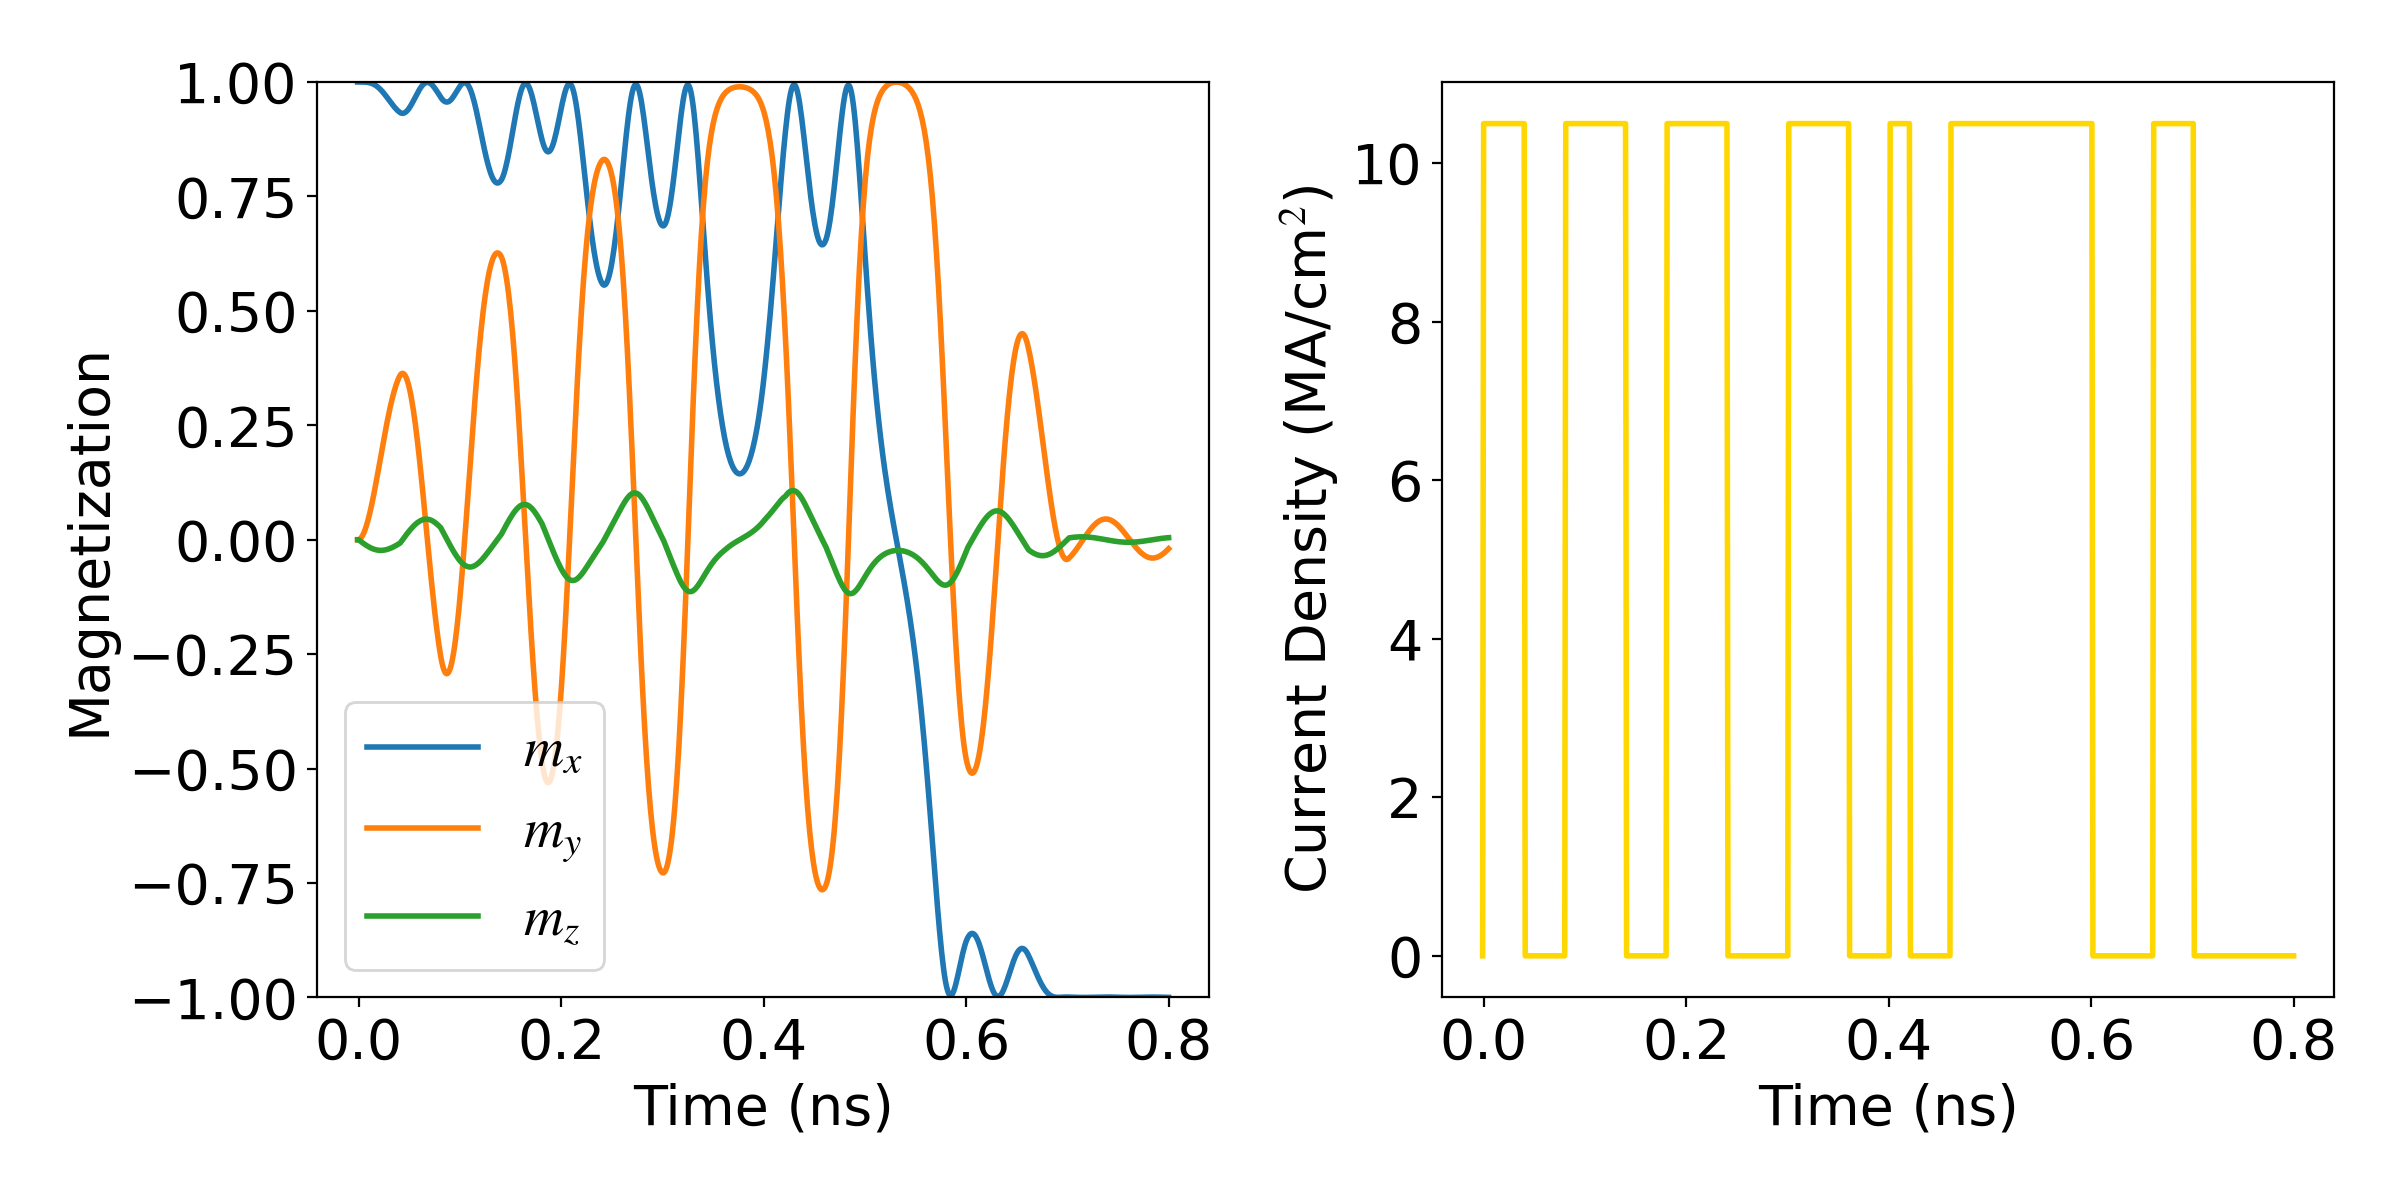 1.00
0.75
0.50
0.25
0.00
−0.25
−0.50
−0.75
−1.00
Magnetization
m_x
m_y
m_z
0.0 0.2 0.4 0.6 0.8
Time (ns)
10
8
6
4
2
0
Current Density (MA/cm²)
0.0 0.2 0.4 0.6 0.8
Time (ns)